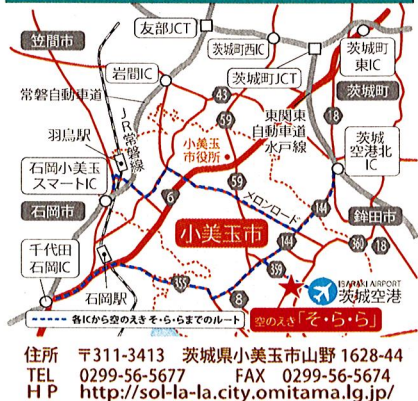 友部JCT
笠間市
茨城町西IC
茨城町
東IC
岩間IC
茨城町JCT
茨城町
常磐自動車道
43
JR常磐線
羽鳥駅
59
東関東
自動車道
水戸線
18
小美玉
市役所
茨城
空港北
IC
石岡小美玉
スマートIC
59
メロンロード
6
144
石岡市
小美玉市
鉾田市
144
360
18
千代田
石岡IC
359
355
IBARAKI AIRPORT
茨城空港
石岡駅
8
各ICから空のえき そ・ら・らまでのルート
空のえき「そ・ら・ら」
住所 〒311-3413 茨城県小美玉市山野 1628-44
TEL 0299-56-5677 FAX 0299-56-5674
HP http://sol-la-la.city.omitama.lg.jp/